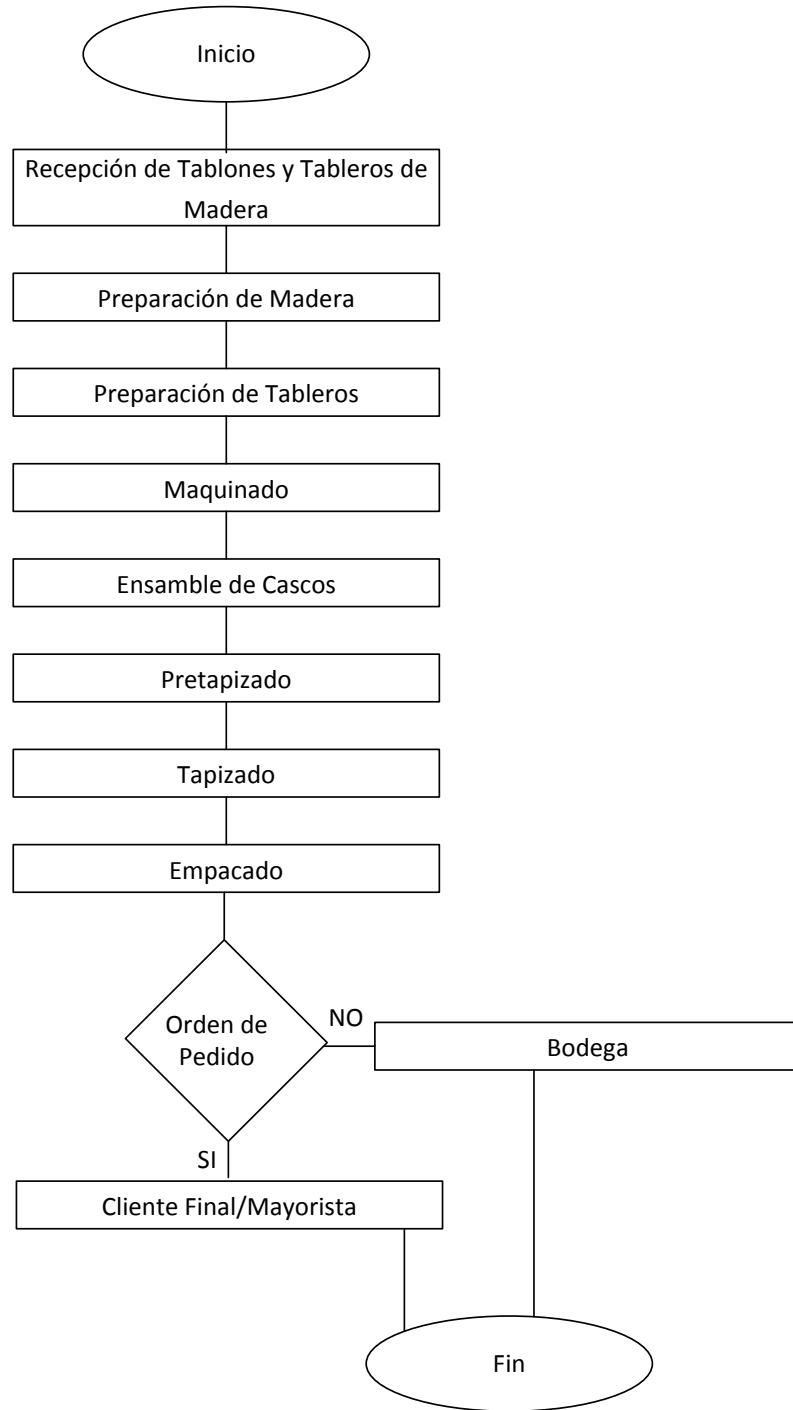 Inicio
Recepción de Tablones y Tableros de
Madera
Preparación de Madera
Preparación de Tableros
Maquinado
Ensamble de Cascos
Pretapizado
Tapizado
Empacado
Orden de
Pedido
NO
Bodega
SI
Cliente Final/Mayorista
Fin